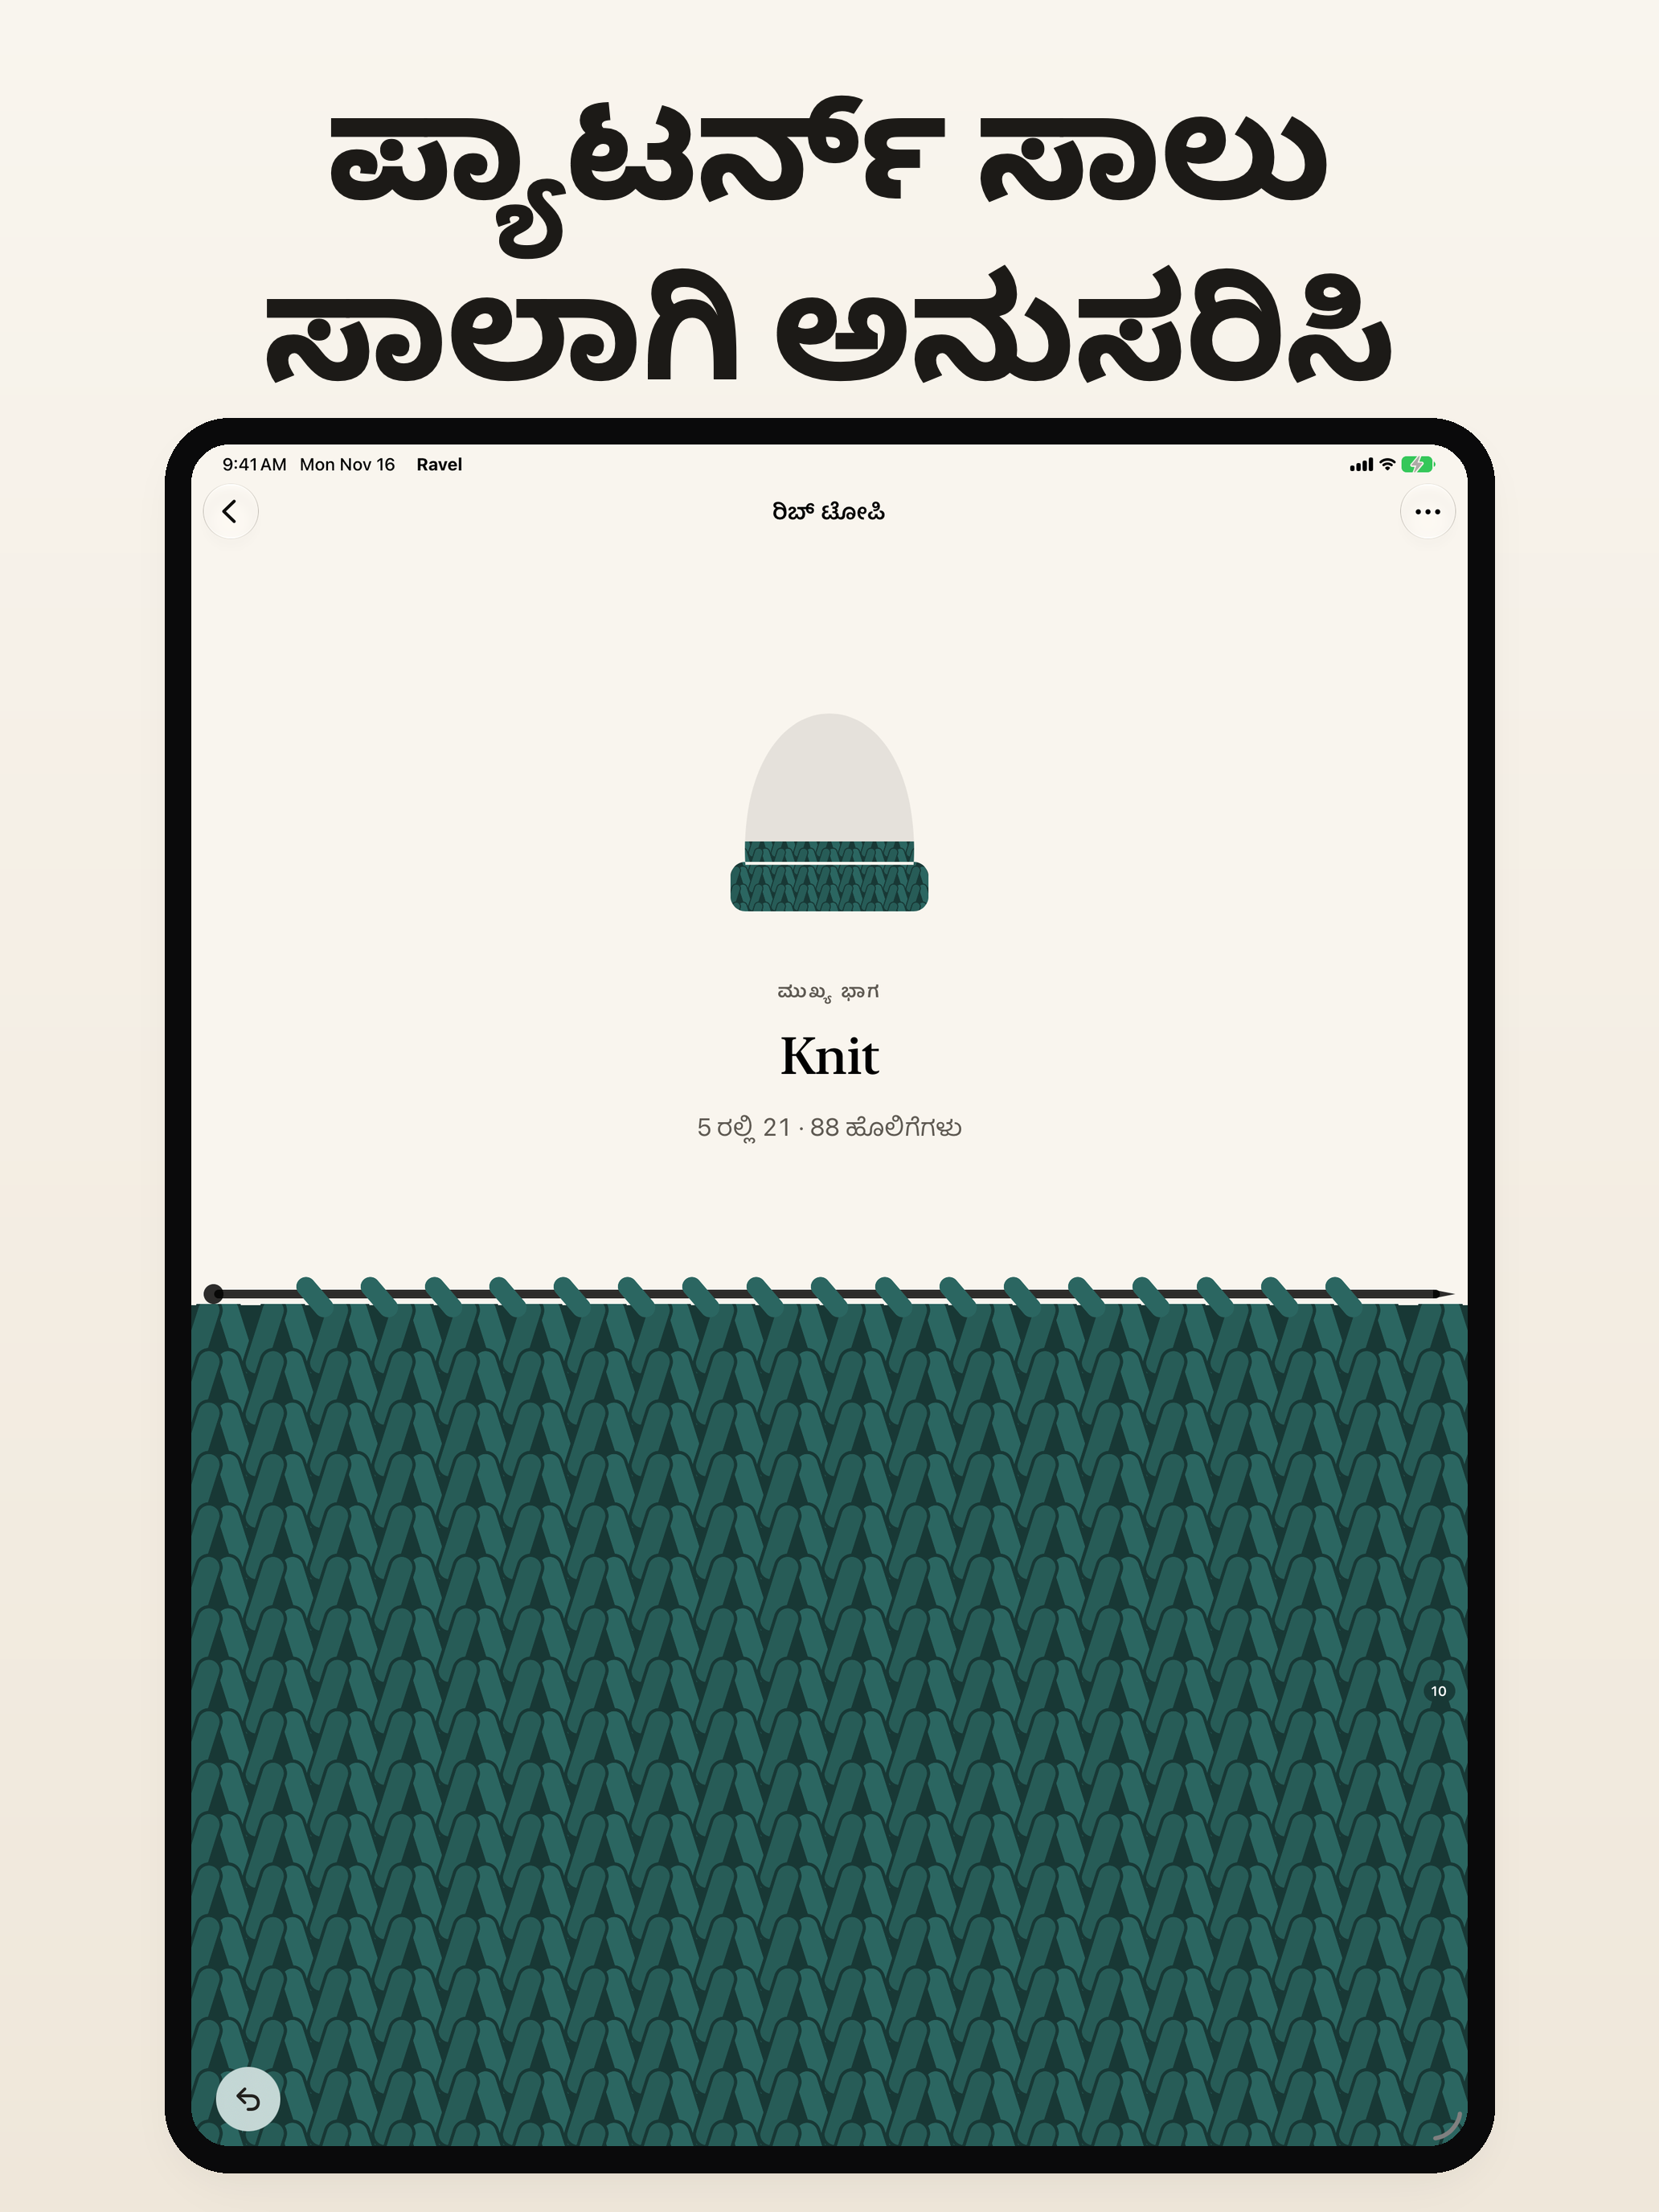 ಪ್ಯಾಟರ್ನ್ ಸಾಲು
ಸಾಲಾಗಿ ಅನುಸರಿಸಿ
9:41 AM Mon Nov 16 Ravel
ರಿಬ್ ಟೋಪಿ
ಮುಖ್ಯ ಭಾಗ
Knit
5 ರಲ್ಲಿ 21 · 88 ಹೊಲಿಗೆಗಳು
10